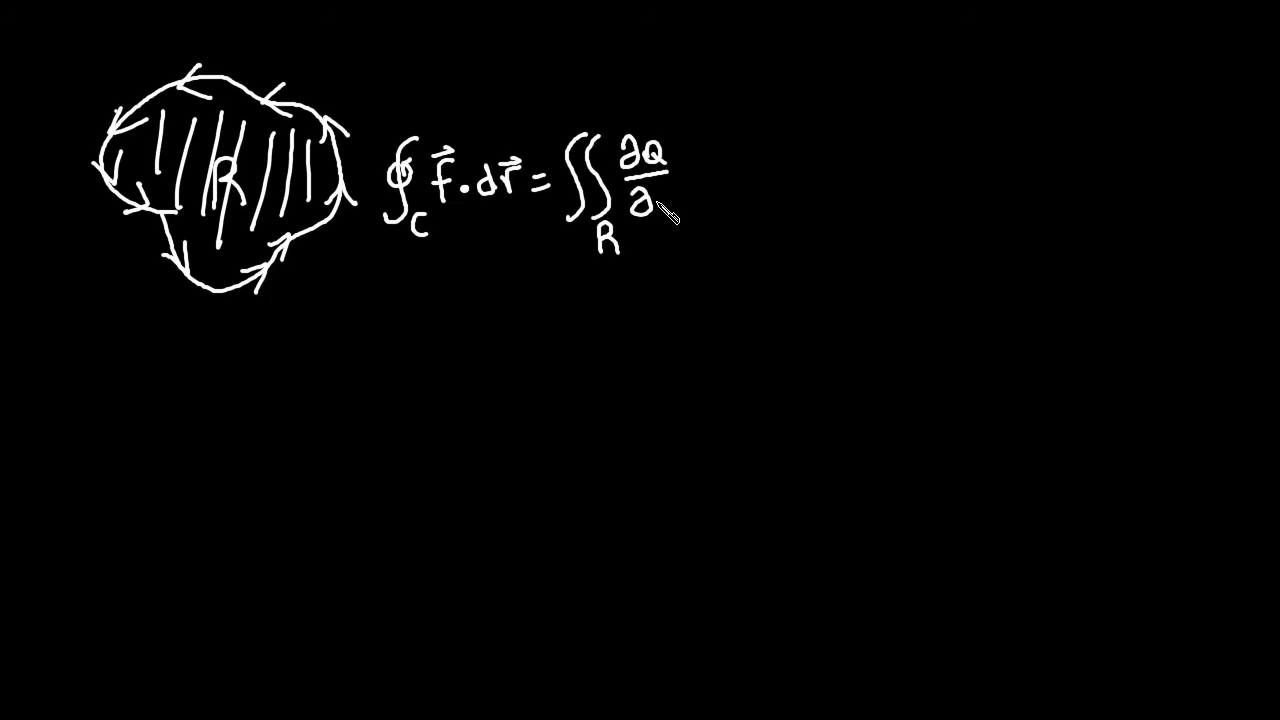 R
∮_C f⃗ · dr⃗ = ∬_R ∂Q/∂